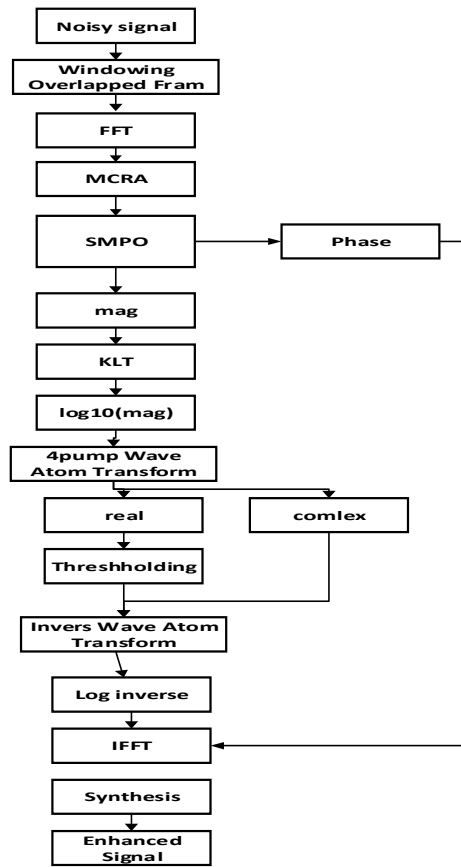 Noisy signal
Windowing
Overlapped Fram
FFT
MCRA
SMPO
Phase
mag
KLT
log10(mag)
4pump Wave
Atom Transform
real
comlex
Threshholding
Invers Wave Atom
Transform
Log inverse
IFFT
Synthesis
Enhanced
Signal